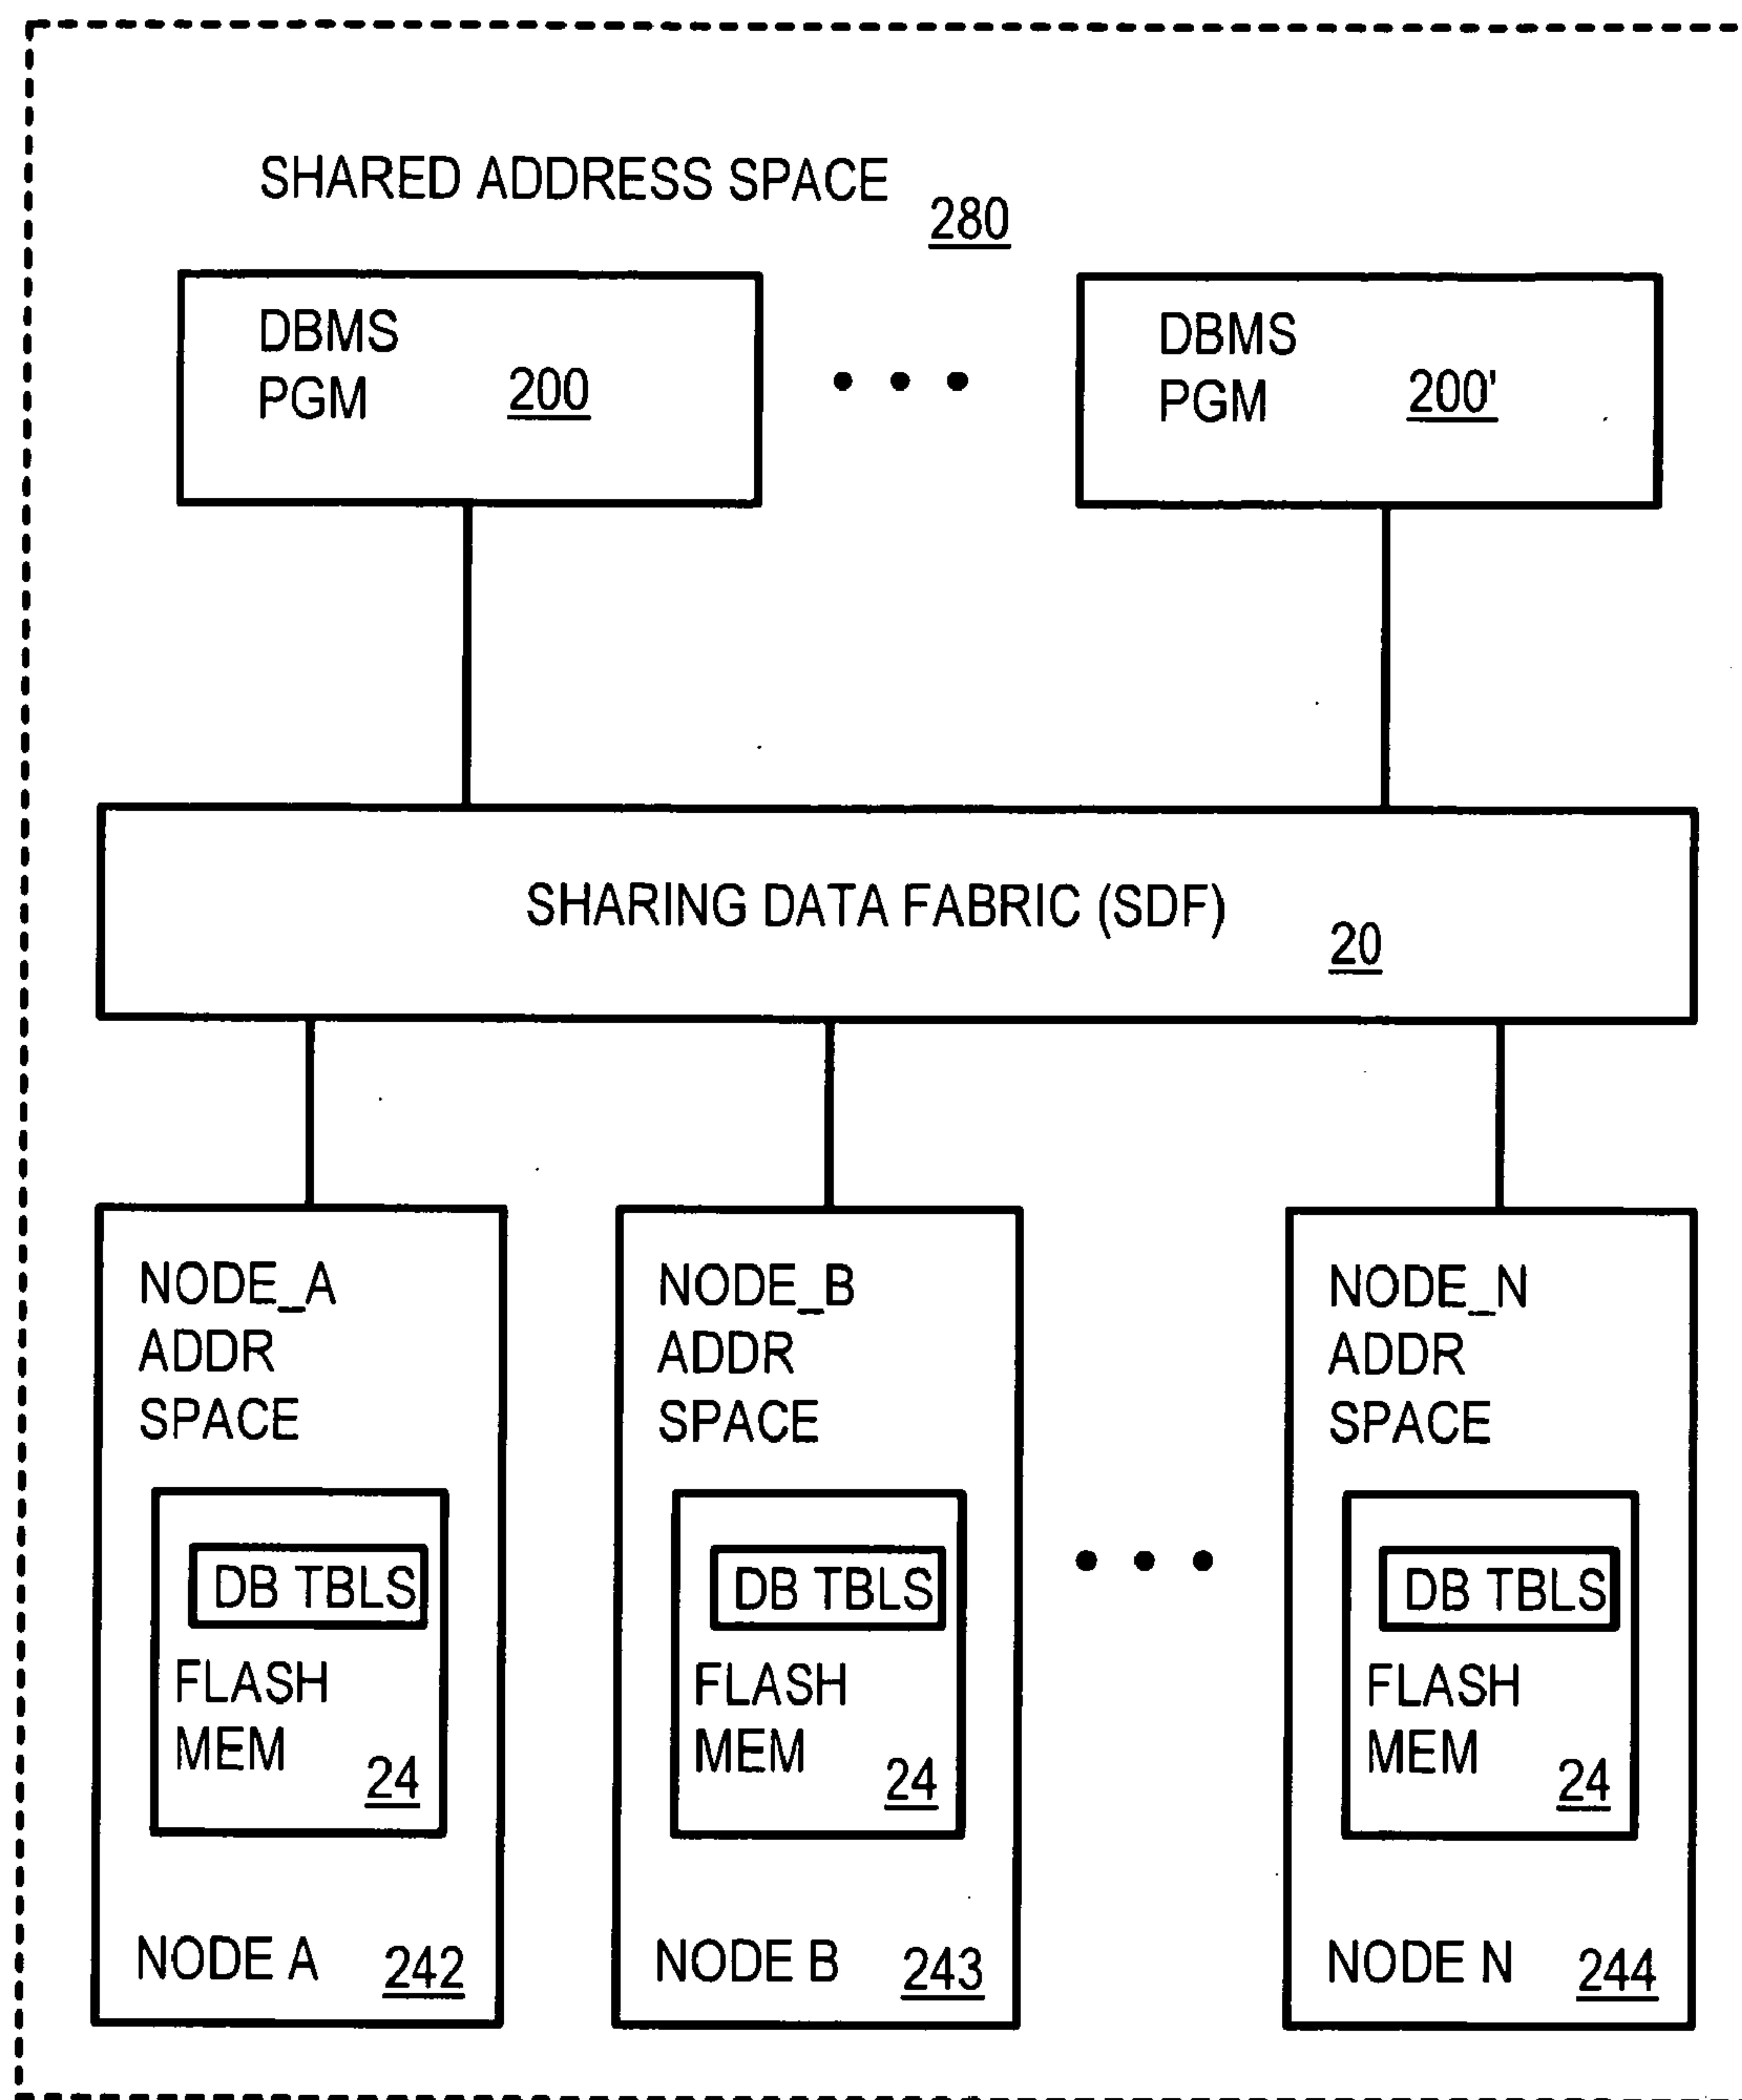 SHARED ADDRESS SPACE
280
DBMS
PGM
200
DBMS
PGM
200'
SHARING DATA FABRIC (SDF)
20
NODE_A
ADDR
SPACE
DB TBLS
FLASH
MEM
24
NODE A
242
NODE_B
ADDR
SPACE
DB TBLS
FLASH
MEM
24
NODE B
243
NODE_N
ADDR
SPACE
DB TBLS
FLASH
MEM
24
NODE N
244